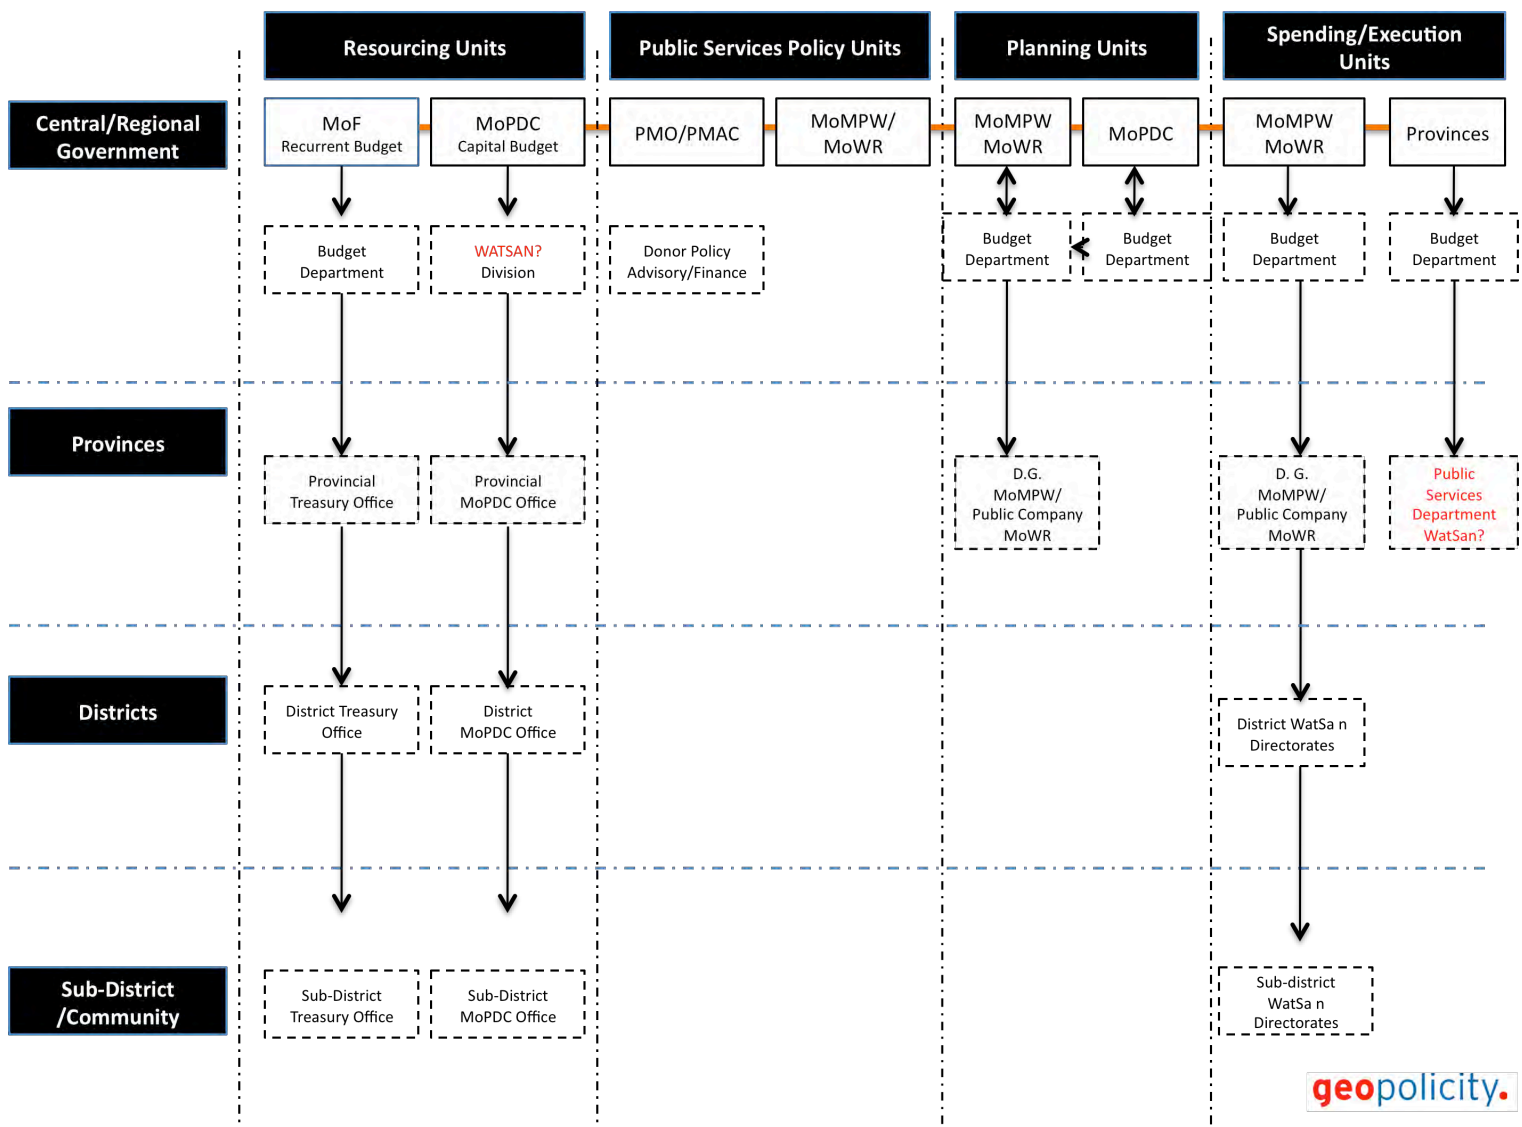 Resourcing Units
Public Services Policy Units
Planning Units
Spending/Execution
Units
Central/Regional
Government
MoF
Recurrent Budget
MoPDC
Capital Budget
PMO/PMAC
MoMPW/
MoWR
MoMPW
MoWR
MoPDC
MoMPW
MoWR
Provinces
Budget
Department
WATSAN?
Division
Donor Policy
Advisory/Finance
Budget
Department
Budget
Department
Budget
Department
Budget
Department
Provinces
Provincial
Treasury Office
Provincial
MoPDC Office
D.G.
MoMPW/
Public Company
MoWR
D. G.
MoMPW/
Public Company
MoWR
Public
Services
Department
WatSan?
Districts
District Treasury
Office
District
MoPDC Office
District WatSa n
Directorates
Sub-District
/Community
Sub-District
Treasury Office
Sub-District
MoPDC Office
Sub-district
WatSa n
Directorates
geopolicity.